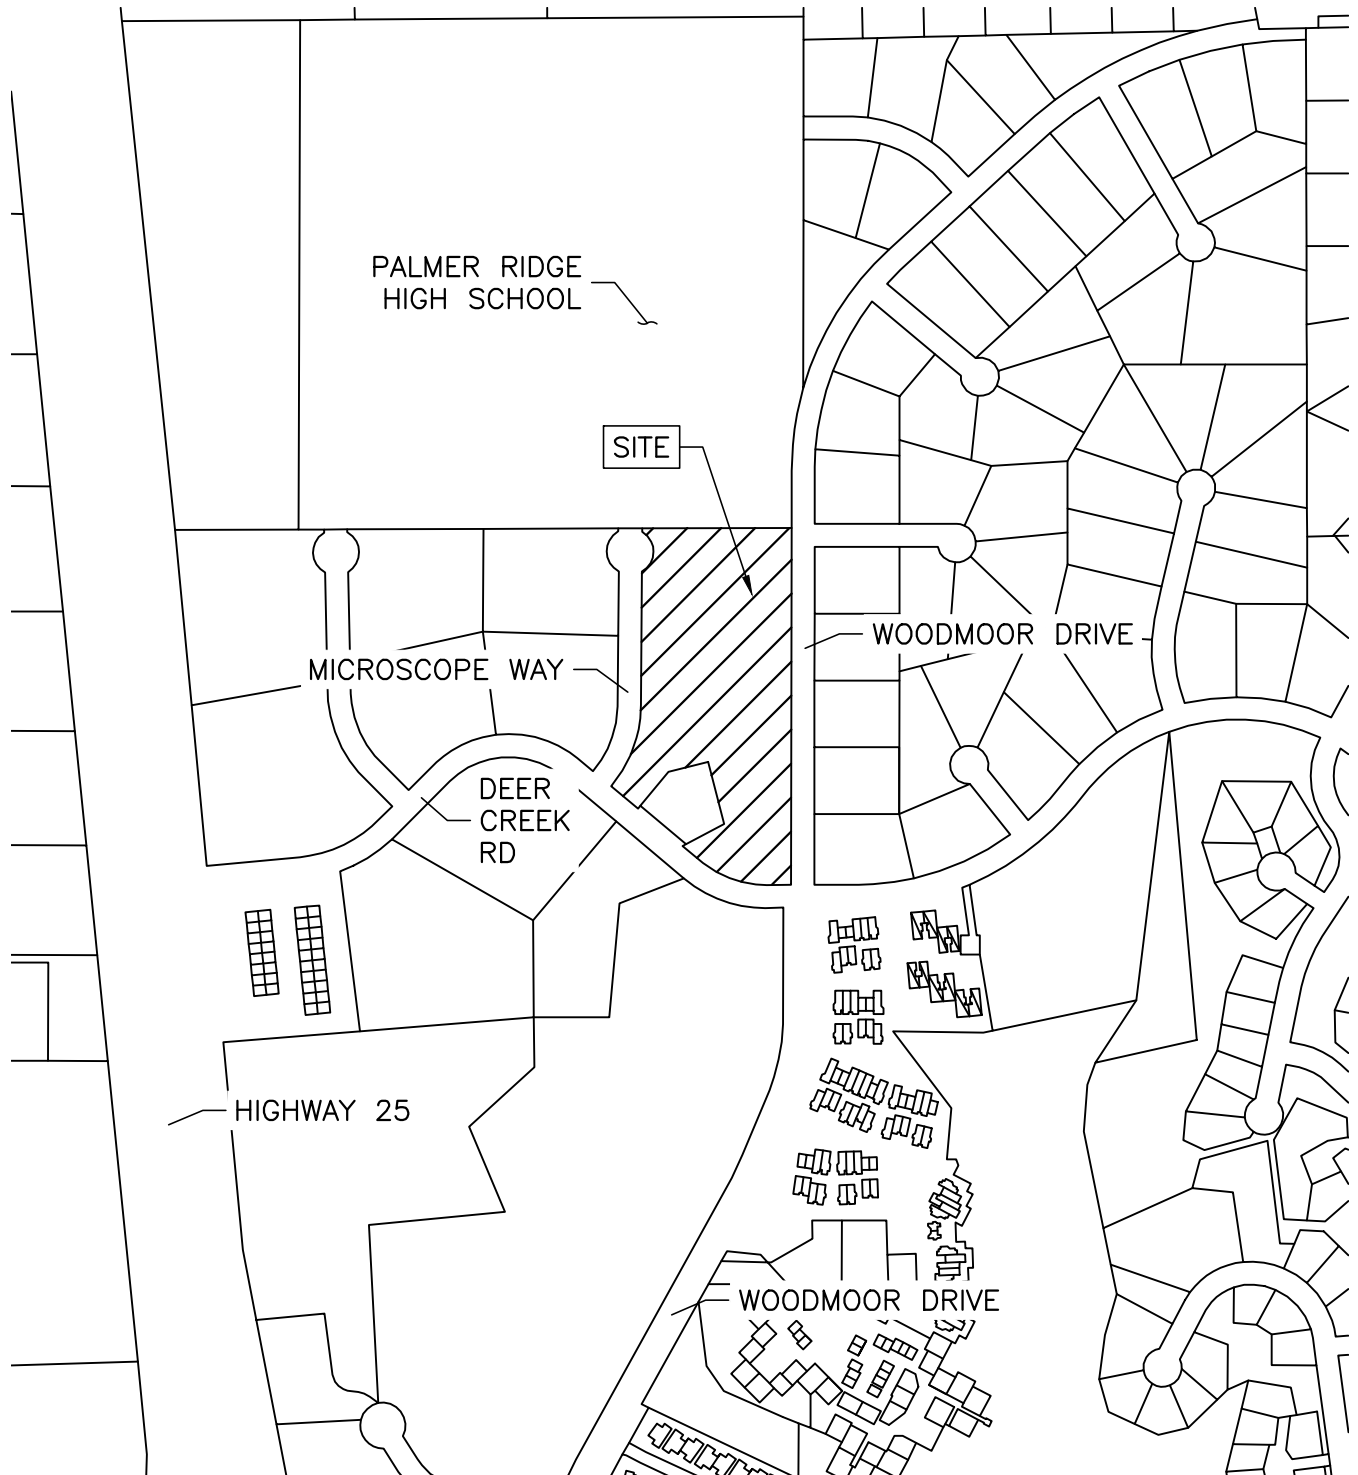 PALMER RIDGE
HIGH SCHOOL
SITE
WOODMOOR DRIVE
MICROSCOPE WAY
DEER
CREEK
RD
HIGHWAY 25
WOODMOOR DRIVE